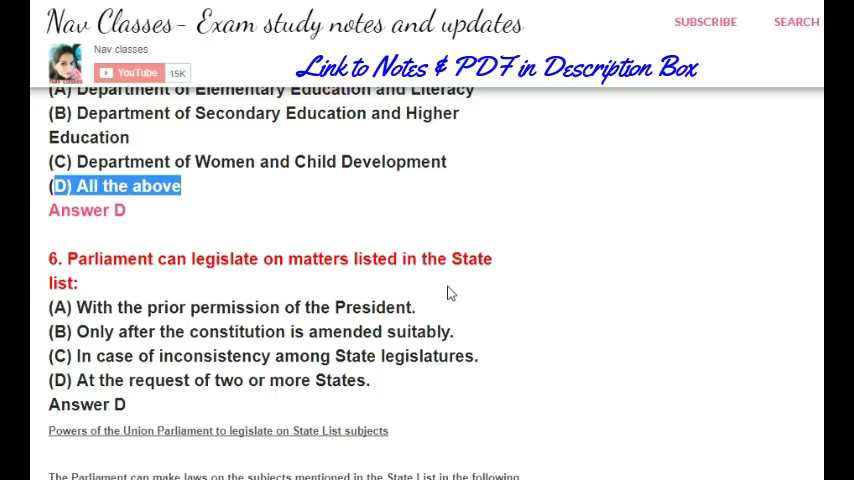 Nav Classes- Exam study notes and updates
SUBSCRIBE
SEARCH
Nav classes
YouTube 15K
Link to Notes & PDF in Description Box
(A) Department of Elementary Education and Literacy
(B) Department of Secondary Education and Higher
Education
(C) Department of Women and Child Development
(D) All the above
Answer D
6. Parliament can legislate on matters listed in the State
list:
(A) With the prior permission of the President.
(B) Only after the constitution is amended suitably.
(C) In case of inconsistency among State legislatures.
(D) At the request of two or more States.
Answer D
Powers of the Union Parliament to legislate on State List subjects
The Parliament can make laws on the subjects mentioned in the State List in the following